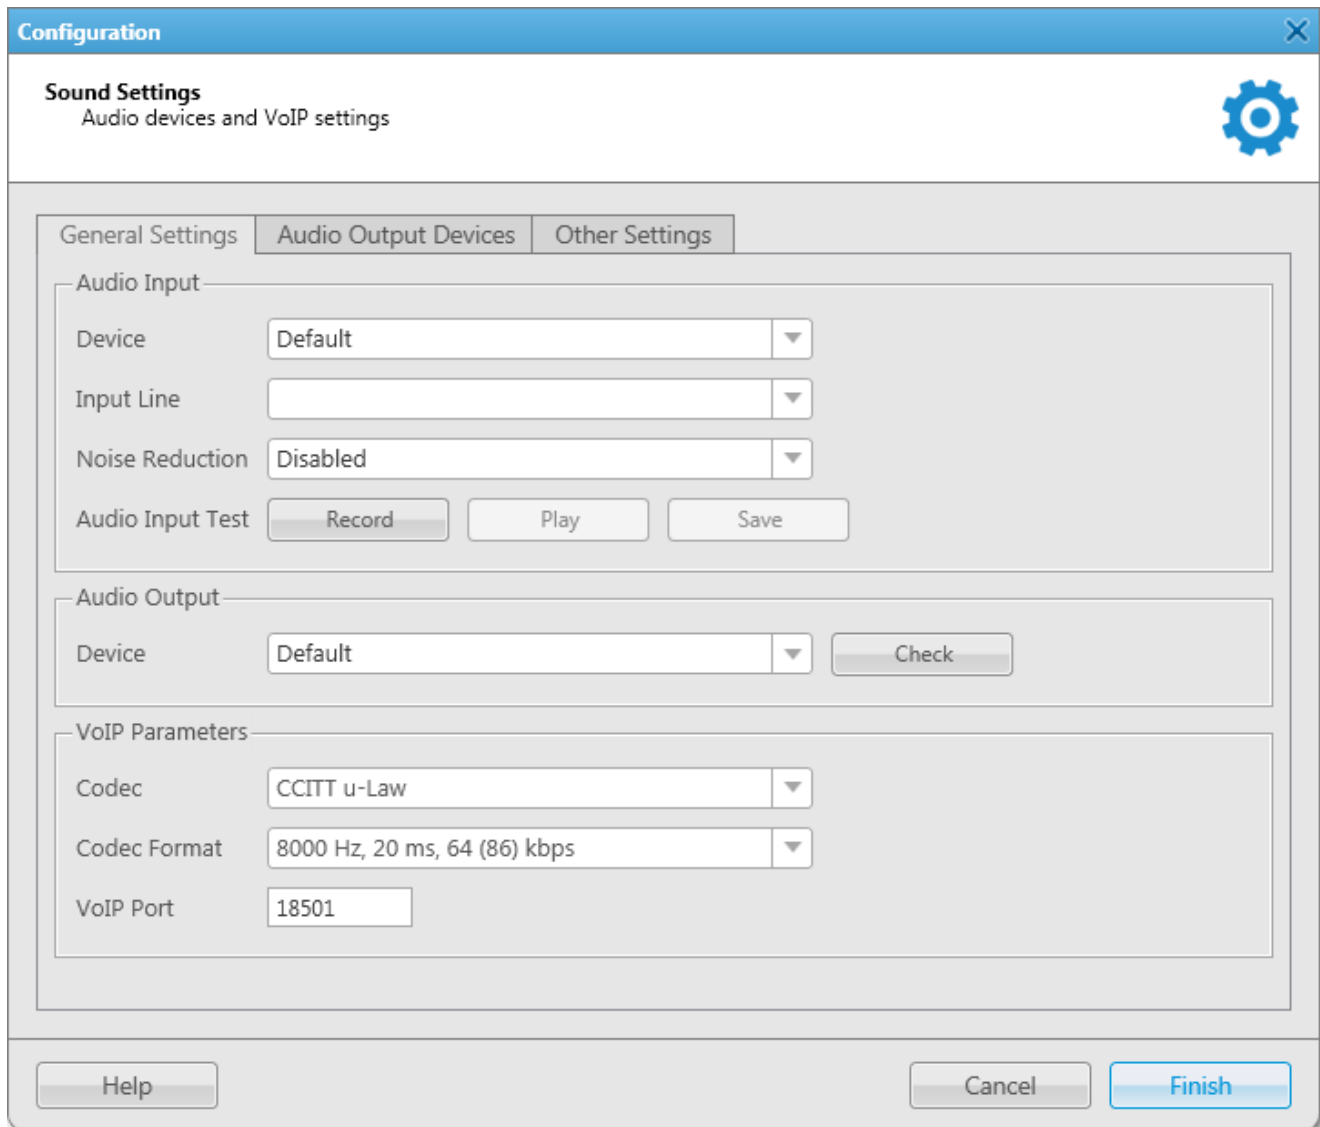 Configuration
Sound Settings
Audio devices and VoIP settings
General Settings Audio Output Devices Other Settings
Audio Input
Device Default
Input Line
Noise Reduction Disabled
Audio Input Test Record Play Save
Audio Output
Device Default Check
VoIP Parameters
Codec CCITT u-Law
Codec Format 8000 Hz, 20 ms, 64 (86) kbps
VoIP Port 18501
Help Cancel Finish